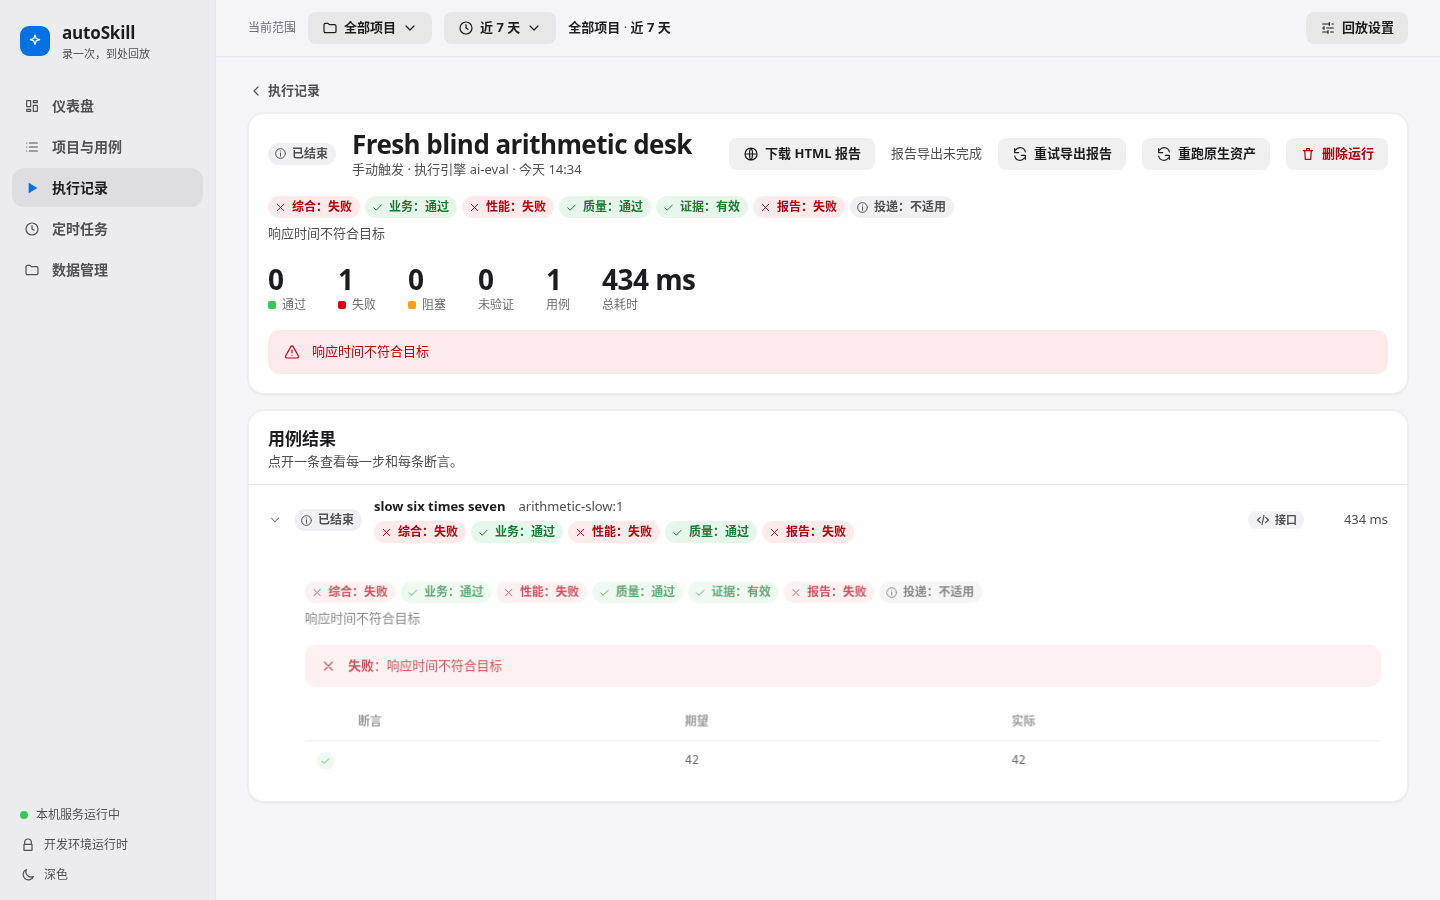 autoSkill
录一次，到处回放
仪表盘
项目与用例
执行记录
定时任务
数据管理
本机服务运行中
开发环境运行时
深色
当前范围 全部项目 近 7 天 全部项目 · 近 7 天 回放设置
执行记录
已结束 Fresh blind arithmetic desk 下载 HTML 报告 报告导出未完成 重试导出报告 重跑原生资产 删除运行
手动触发 · 执行引擎 ai-eval · 今天 14:34
综合：失败 业务：通过 性能：失败 质量：通过 证据：有效 报告：失败 投递：不适用
响应时间不符合目标
0 1 0 0 1 434 ms
通过 失败 阻塞 未验证 用例 总耗时
响应时间不符合目标
用例结果
点开一条查看每一步和每条断言。
已结束 slow six times seven arithmetic-slow:1 接口 434 ms
综合：失败 业务：通过 性能：失败 质量：通过 报告：失败
综合：失败 业务：通过 性能：失败 质量：通过 证据：有效 报告：失败 投递：不适用
响应时间不符合目标
失败：响应时间不符合目标
断言 期望 实际
42 42